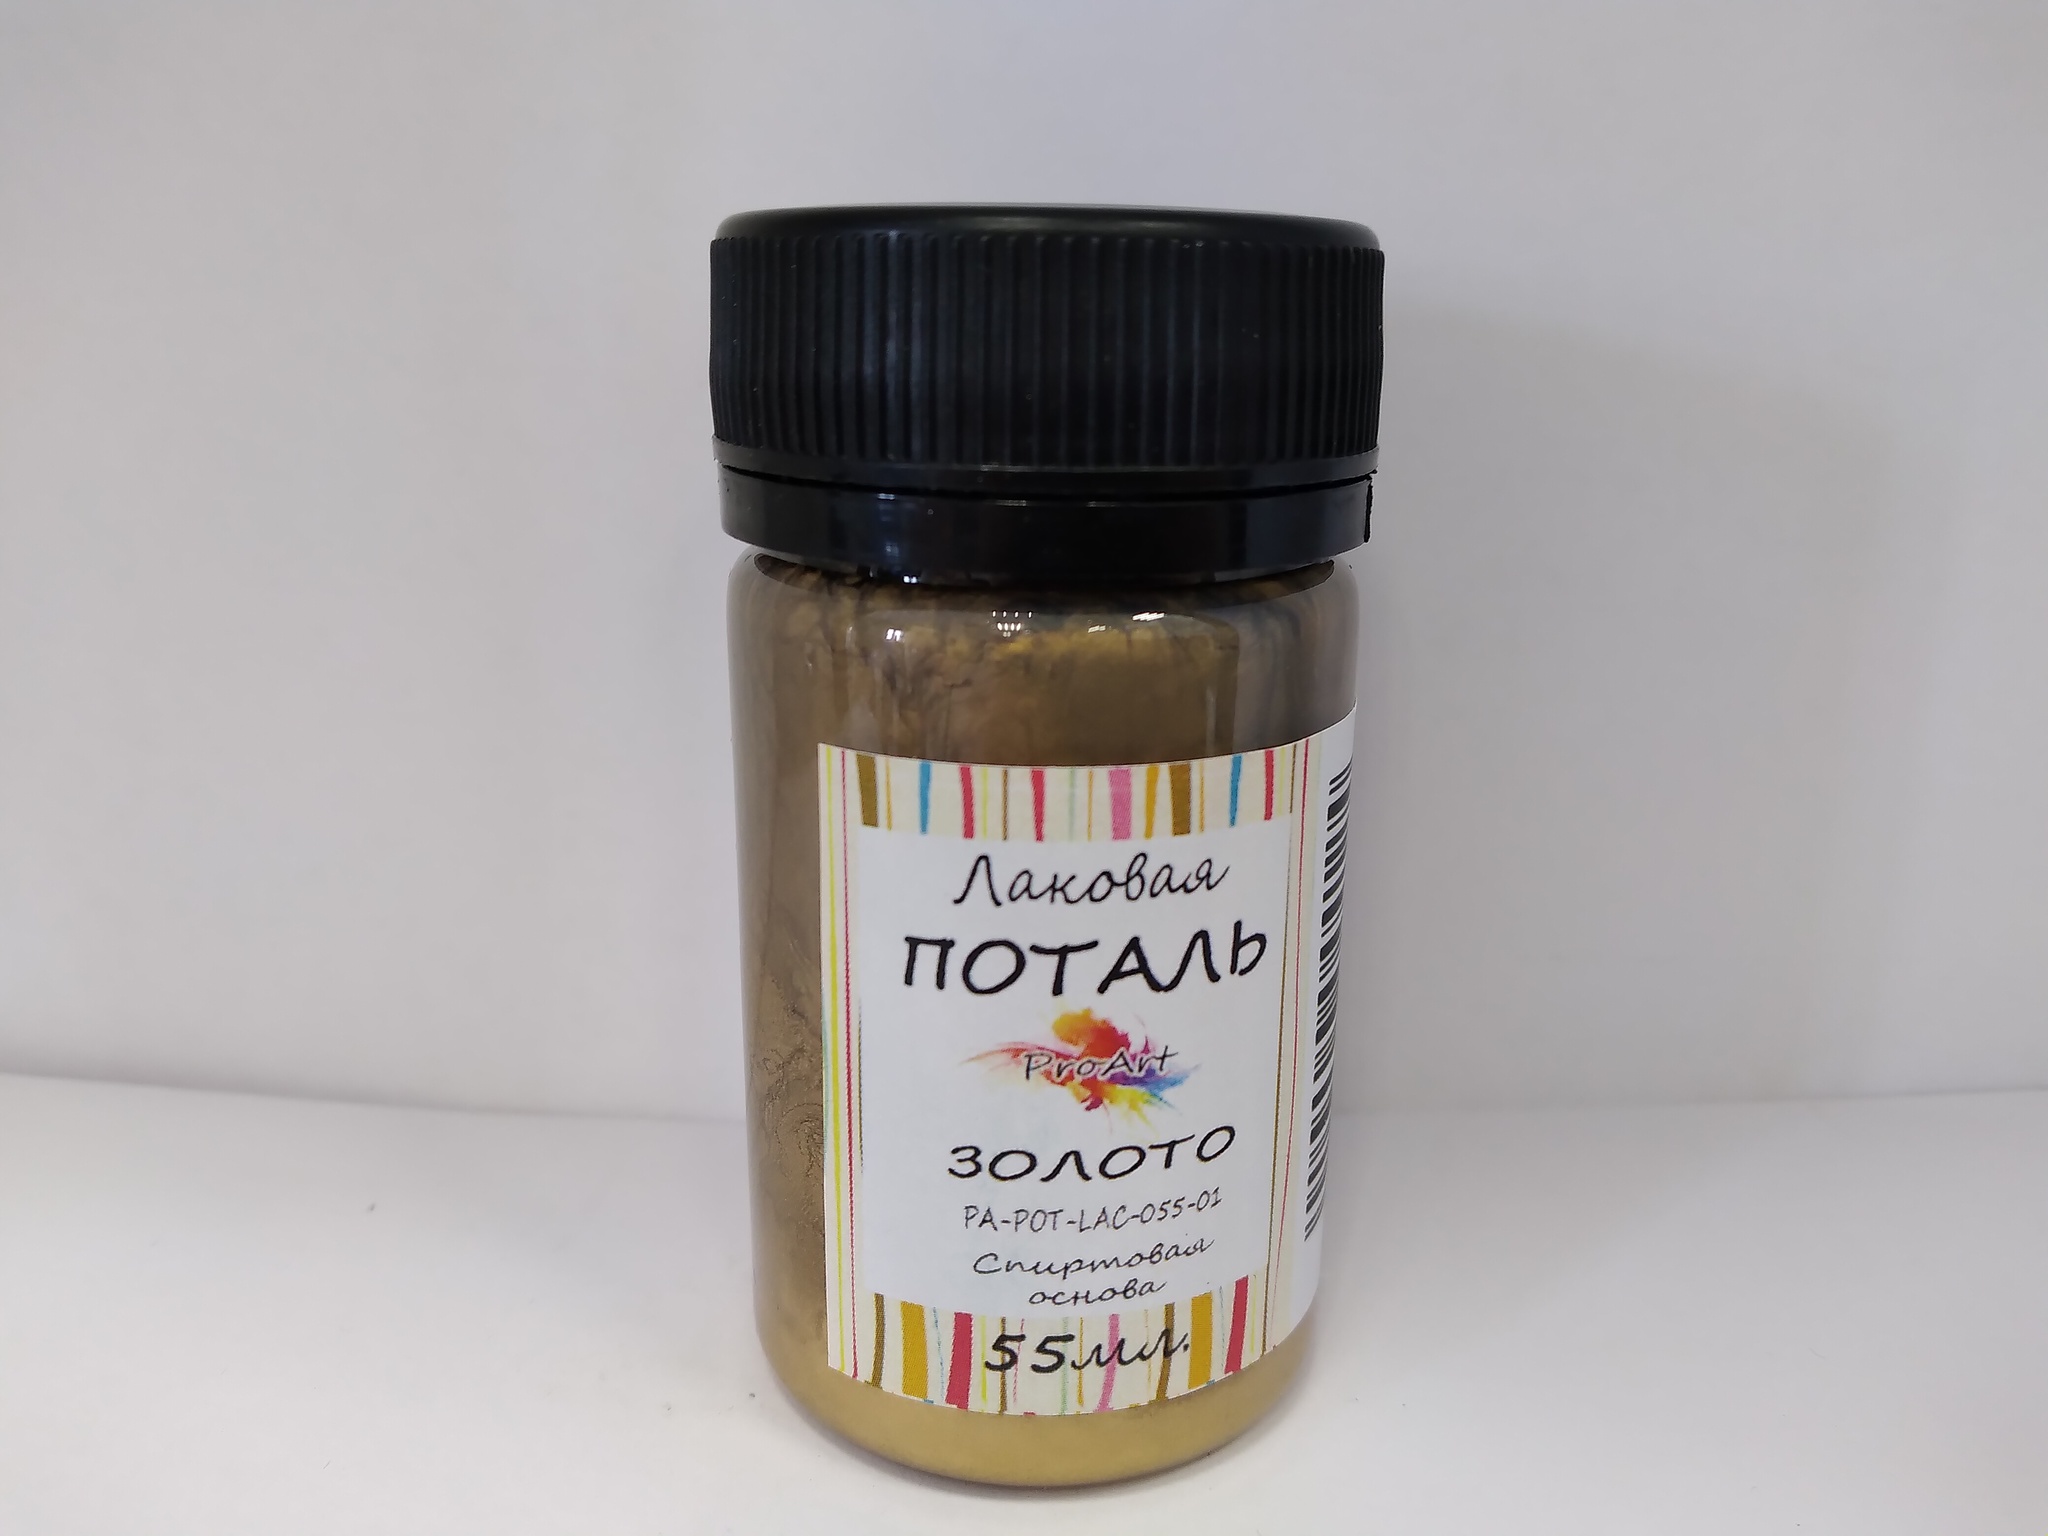 Лаковая
ПОТАЛЬ
ProArt
ЗОЛОТО
PA-POT-LAC-055-01
Спиртовая
основа
55мл.